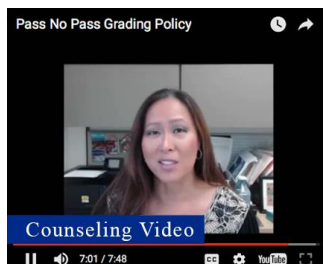 Pass No Pass Grading Policy
Counseling Video
7:01 / 7:48
CC
YouTube